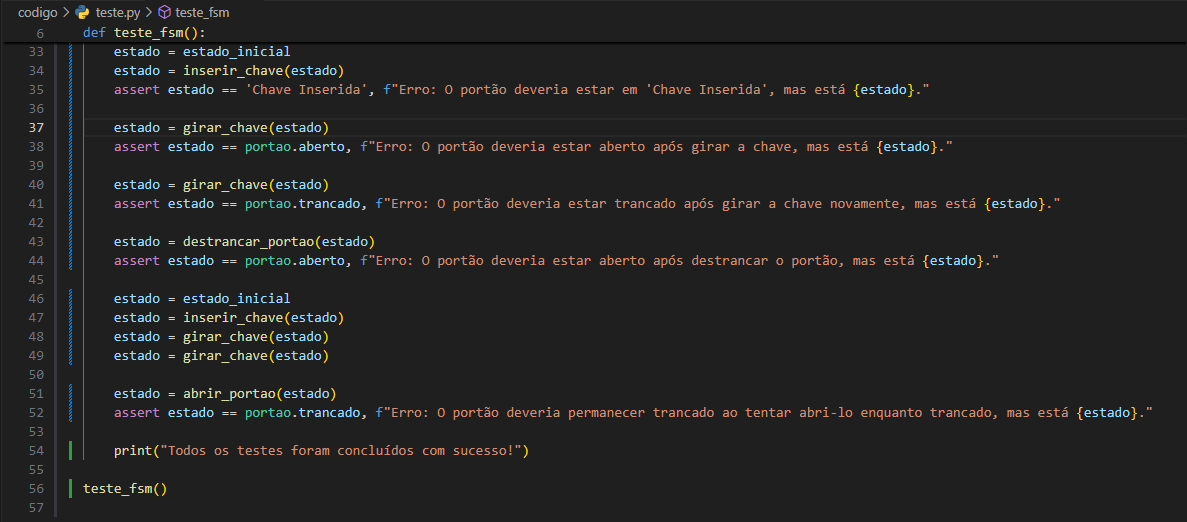 codigo > teste.py > teste_fsm
6 def teste_fsm():
33 estado = estado_inicial
34 estado = inserir_chave(estado)
35 assert estado == 'Chave Inserida', f"Erro: O portão deveria estar em 'Chave Inserida', mas está {estado}."
36
37 estado = girar_chave(estado)
38 assert estado == portao.aberto, f"Erro: O portão deveria estar aberto após girar a chave, mas está {estado}."
39
40 estado = girar_chave(estado)
41 assert estado == portao.trancado, f"Erro: O portão deveria estar trancado após girar a chave novamente, mas está {estado}."
42
43 estado = destrancar_portao(estado)
44 assert estado == portao.aberto, f"Erro: O portão deveria estar aberto após destrancar o portão, mas está {estado}."
45
46 estado = estado_inicial
47 estado = inserir_chave(estado)
48 estado = girar_chave(estado)
49 estado = girar_chave(estado)
50
51 estado = abrir_portao(estado)
52 assert estado == portao.trancado, f"Erro: O portão deveria permanecer trancado ao tentar abri-lo enquanto trancado, mas está {estado}."
53
54 print("Todos os testes foram concluídos com sucesso!")
55
56 teste_fsm()
57